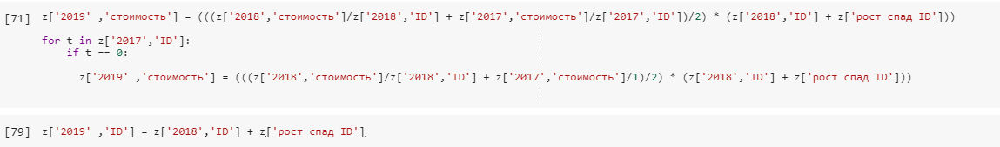 [71] z['2019' ,'стоимость'] = (((z['2018','стоимость']/z['2018','ID'] + z['2017','стоимость']/z['2017','ID'])/2) * (z['2018','ID'] + z['рост спад ID']))
for t in z['2017','ID']:
if t == 0:
z['2019' ,'стоимость'] = (((z['2018','стоимость']/z['2018','ID'] + z['2017','стоимость']/1)/2) * (z['2018','ID'] + z['рост спад ID']))
[79] z['2019' ,'ID'] = z['2018','ID'] + z['рост спад ID']